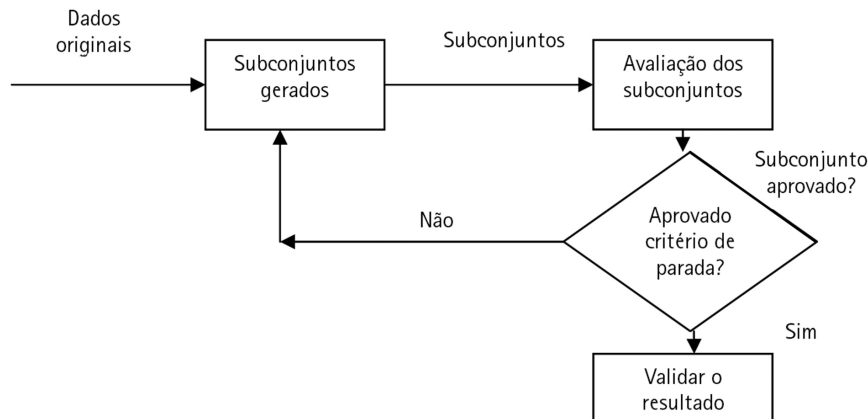 Dados
originais
Subconjuntos
gerados
Subconjuntos
Avaliação dos
subconjuntos
Subconjunto
aprovado?
Aprovado
critério de
parada?
Não
Sim
Validar o
resultado